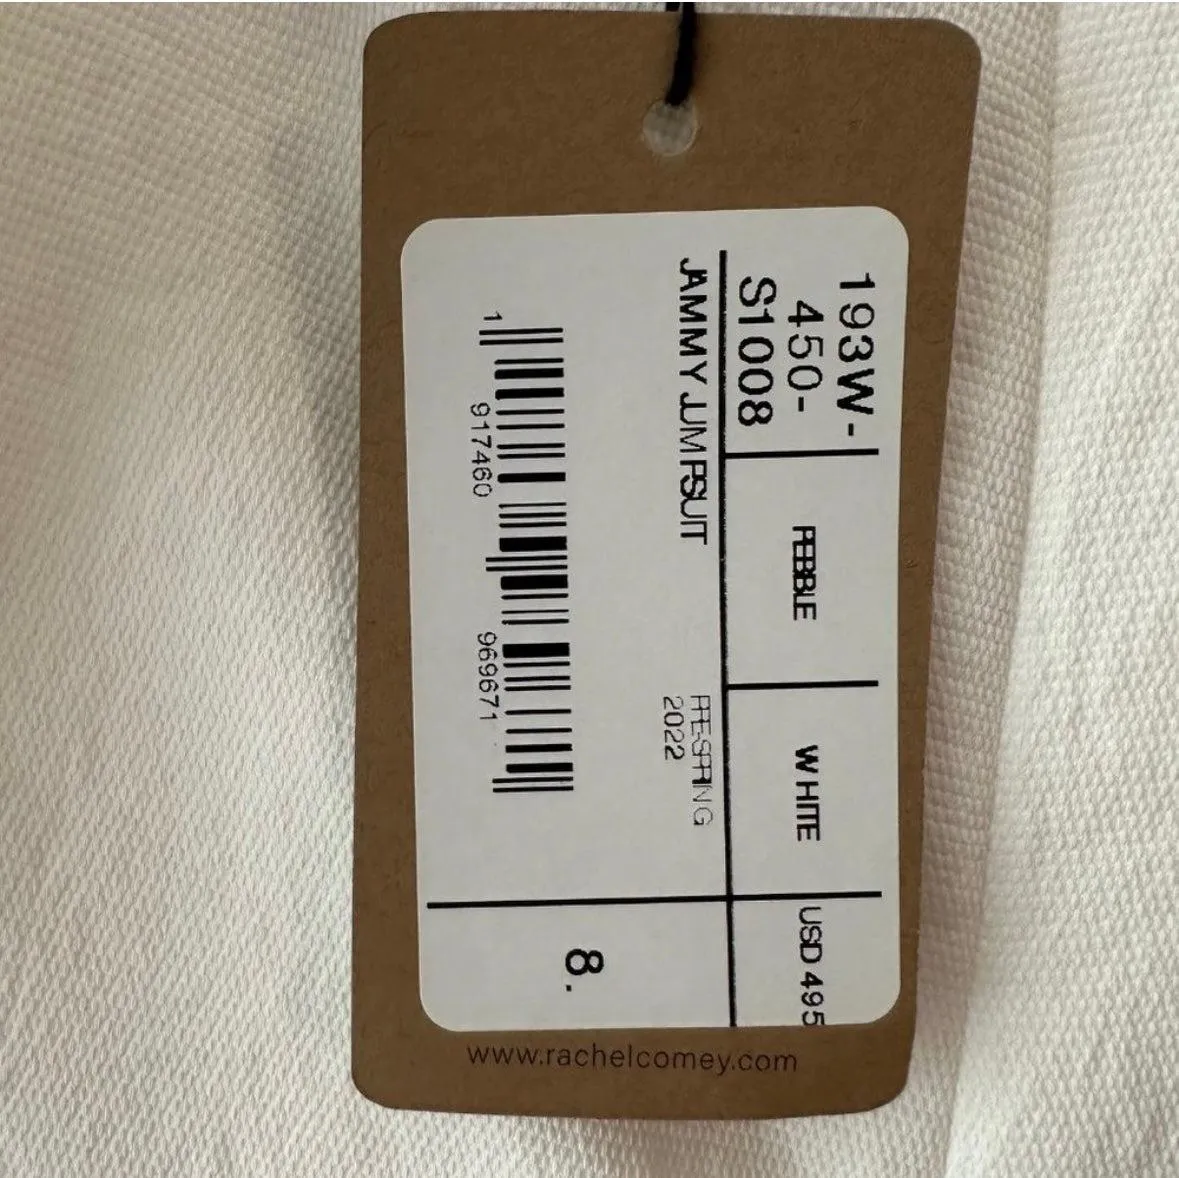 193W-
450-
S1008
PEBBLE
WHITE
USD 495
JAMMY JUMPSUIT
PRE-SPRING
2022
1 917460 969671
8.
www.rachelcomey.com